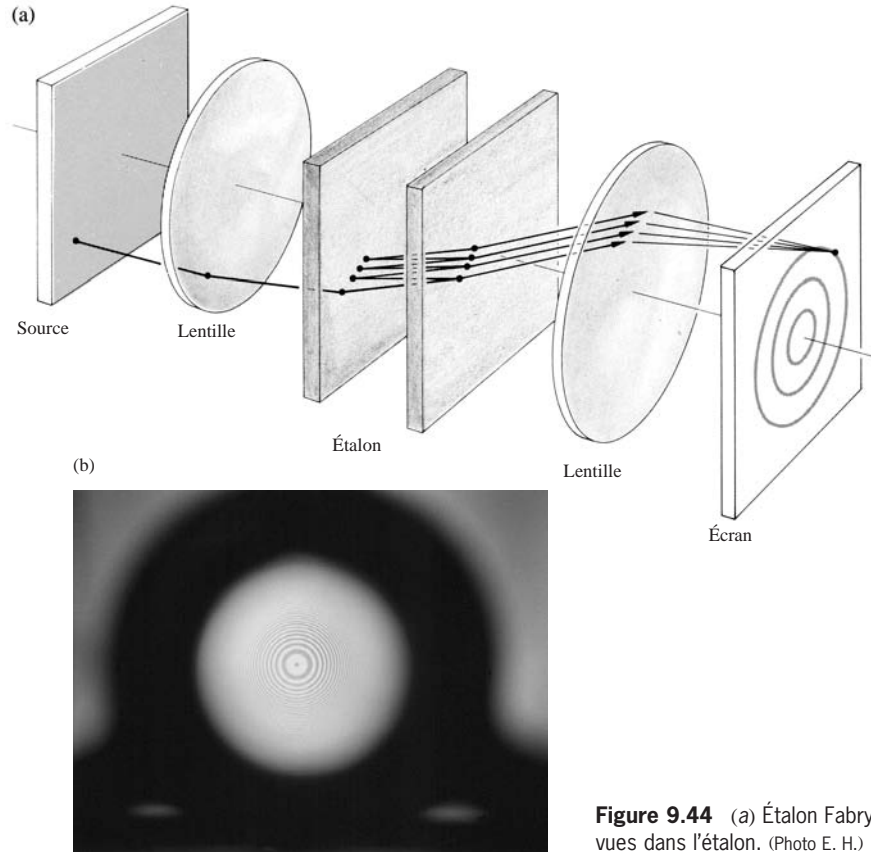 (a)
Source
Lentille
Étalon
Lentille
Écran
(b)
Figure 9.44 (a) Étalon Fabry
vues dans l'étalon. (Photo E. H.)